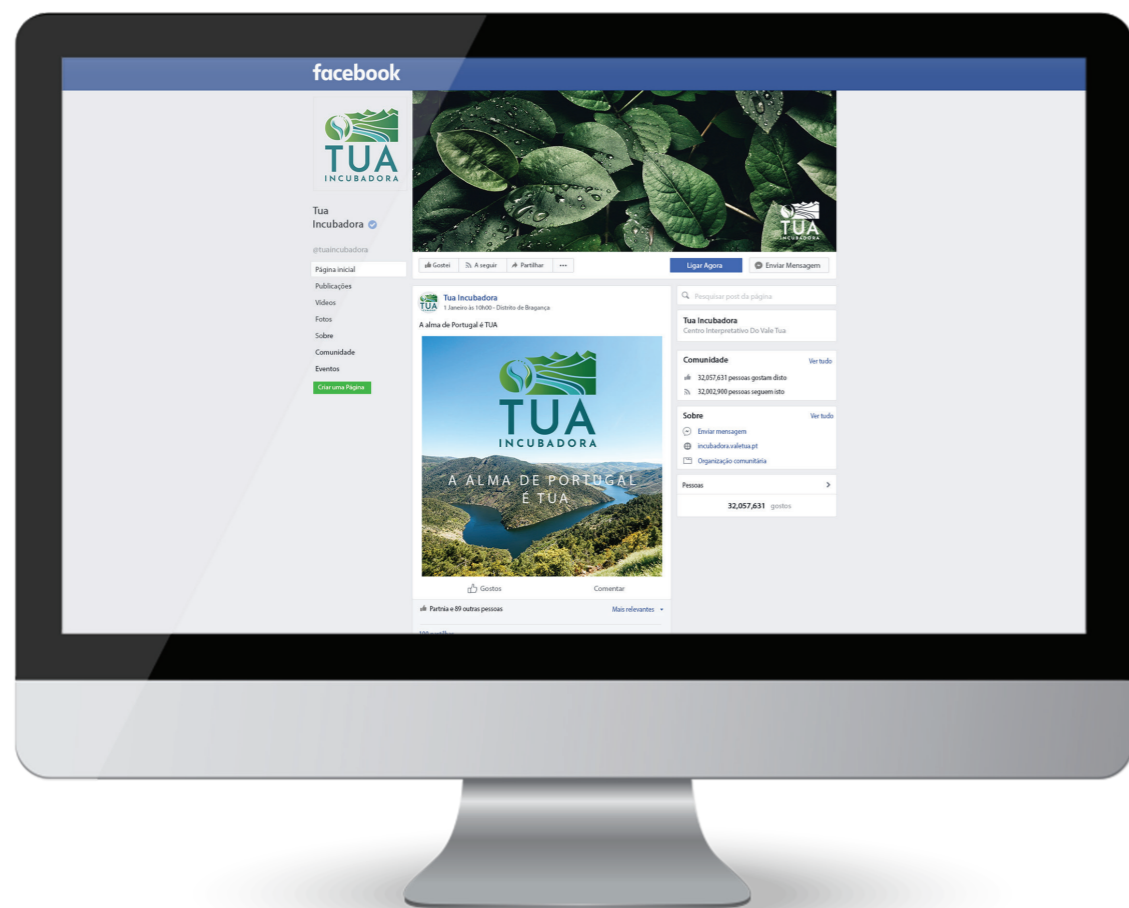 facebook
TUA
INCUBADORA
Tua
Incubadora
@tuaincubadora
Página inicial
Publicações
Vídeos
Fotos
Sobre
Comunidade
Eventos
Criar uma Página
TUA
INCUBADORA
Gostei A seguir Partilhar ...
Ligar Agora Enviar Mensagem
TUA
Tua Incubadora
1 Janeiro às 10h00 - Distrito de Bragança
A alma de Portugal é TUA
TUA
INCUBADORA
A ALMA DE PORTUGAL
É TUA
Gostos Comentar
Partnia e 89 outras pessoas Mais relevantes
Pesquisar post da página
Tua Incubadora
Centro Interpretativo Do Vale Tua
Comunidade Ver tudo
32,057,631 pessoas gostam disto
32,002,900 pessoas seguem isto
Sobre Ver tudo
Enviar mensagem
incubadora.valetua.pt
Organização comunitária
Pessoas
32,057,631 gostos